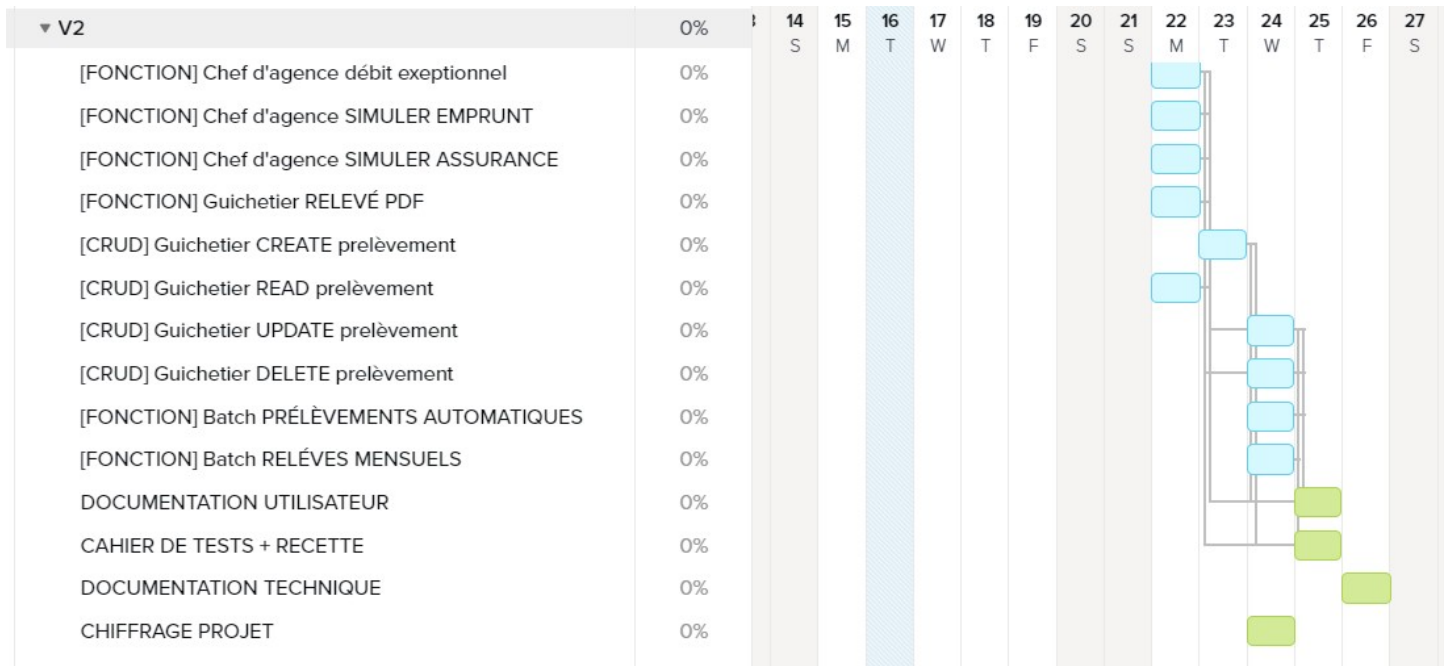 V2 0% 14 15 16 17 18 19 20 21 22 23 24 25 26 27
S M T W T F S S M T W T F S
[FONCTION] Chef d'agence débit exeptionnel 0%
[FONCTION] Chef d'agence SIMULER EMPRUNT 0%
[FONCTION] Chef d'agence SIMULER ASSURANCE 0%
[FONCTION] Guichetier RELEVÉ PDF 0%
[CRUD] Guichetier CREATE prelèvement 0%
[CRUD] Guichetier READ prelèvement 0%
[CRUD] Guichetier UPDATE prelèvement 0%
[CRUD] Guichetier DELETE prelèvement 0%
[FONCTION] Batch PRÉLÈVEMENTS AUTOMATIQUES 0%
[FONCTION] Batch RELÉVES MENSUELS 0%
DOCUMENTATION UTILISATEUR 0%
CAHIER DE TESTS + RECETTE 0%
DOCUMENTATION TECHNIQUE 0%
CHIFFRAGE PROJET 0%